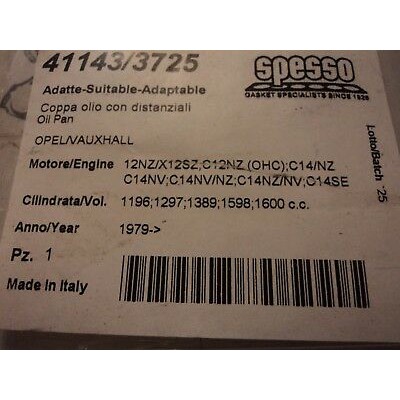 41143/3725
spesso
GASKET SPECIALISTS SINCE 1926
Adatte-Suitable-Adaptable
Coppa olio con distanziali
Oil Pan
OPEL/VAUXHALL
Motore/Engine 12NZ/X12SZ;C12NZ (OHC);C14/NZ
C14NV;C14NV/NZ;C14NZ/NV;C14SE
Cilindrata/Vol. 1196;1297;1389;1598;1600 c.c.
Anno/Year 1979->
Pz. 1
Made In Italy
Lotto/Batch '25